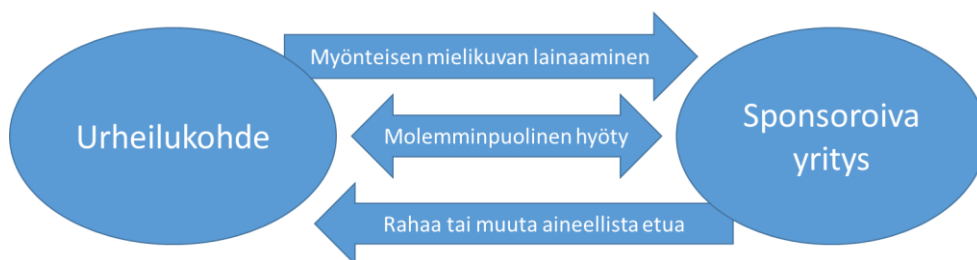 Myönteisen mielikuvan lainaaminen
Urheilukohde
Molemminpuolinen hyöty
Sponsoroiva
yritys
Rahaa tai muuta aineellista etua